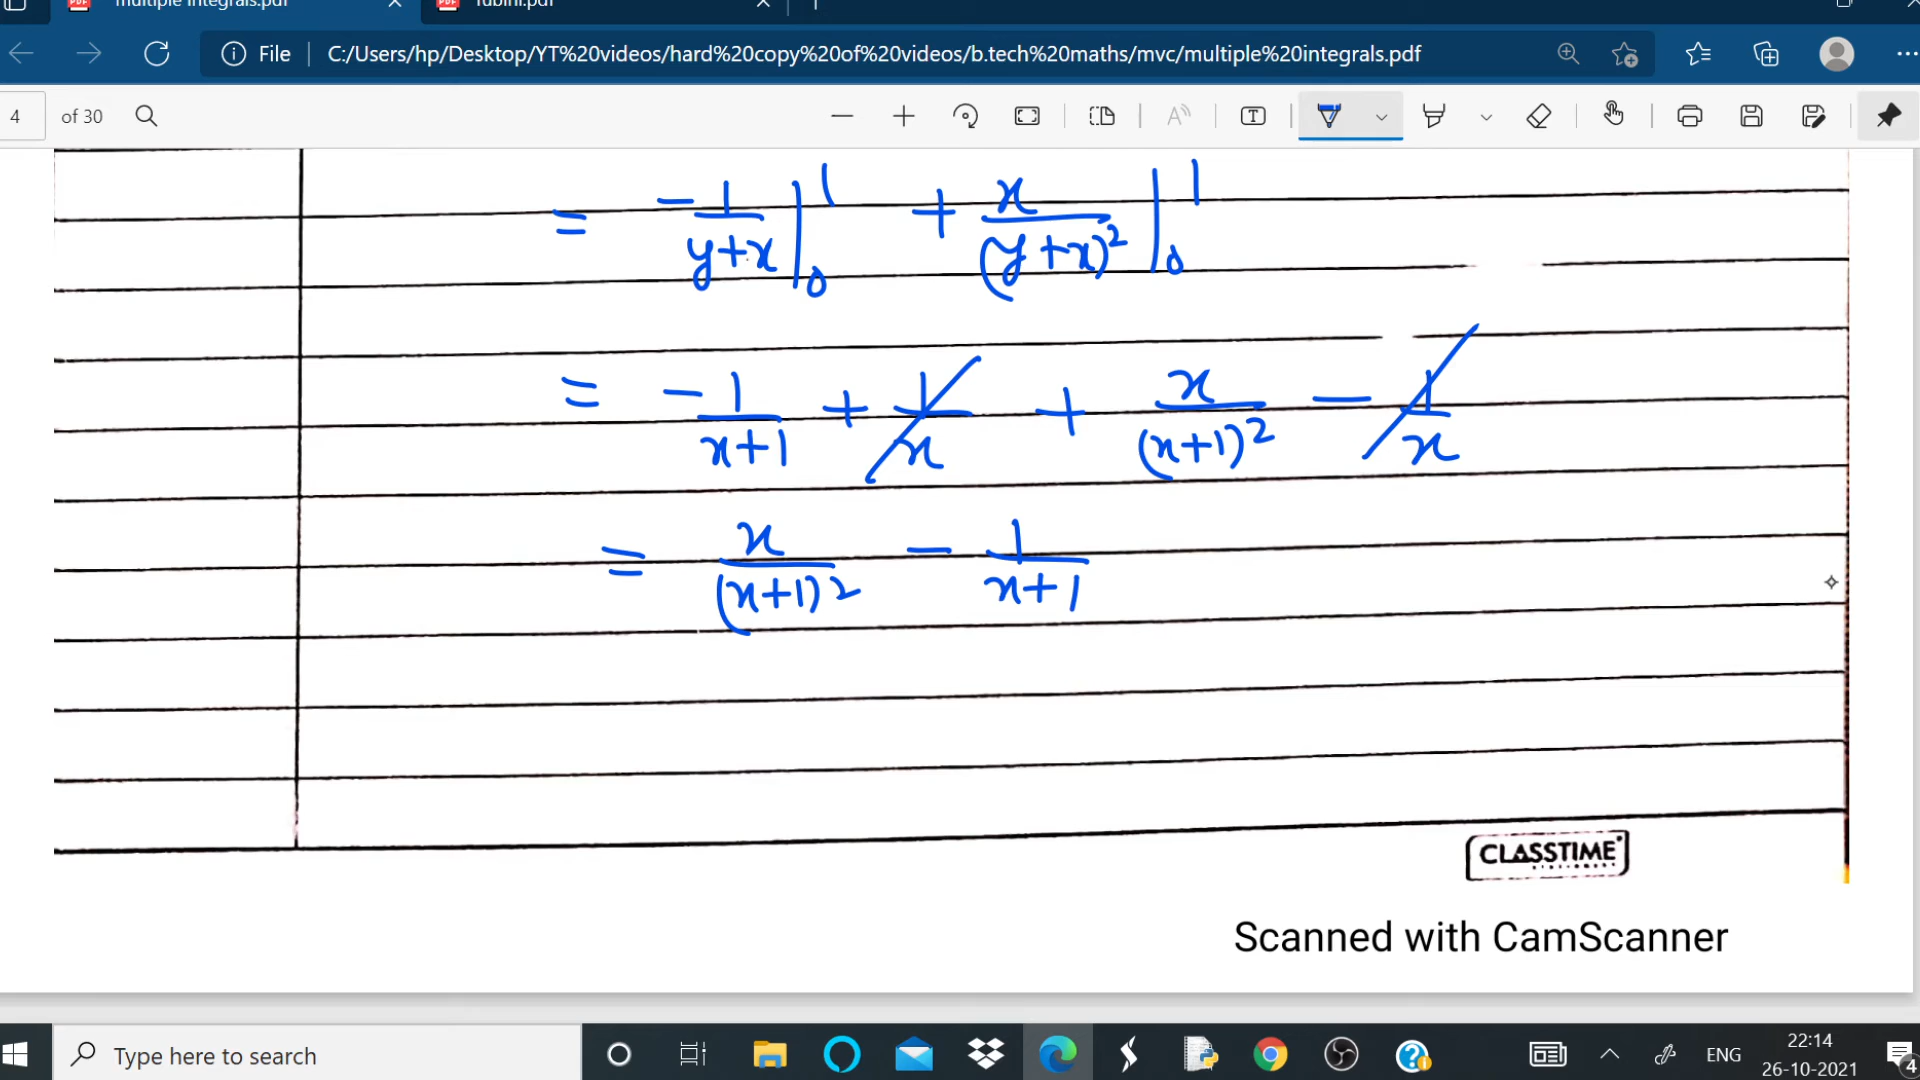 multiple integrals.pdf
fubini.pdf
File
C:/Users/hp/Desktop/YT%20videos/hard%20copy%20of%20videos/b.tech%20maths/mvc/multiple%20integrals.pdf
4 of 30
= -1/(y+x) |₀¹ + x/(y+x)² |₀¹
= -1/(x+1) + 1/x + x/(x+1)² - 1/x
= x/(x+1)² - 1/(x+1)
CLASSTIME
Scanned with CamScanner
Type here to search
ENG
22:14
26-10-2021
4